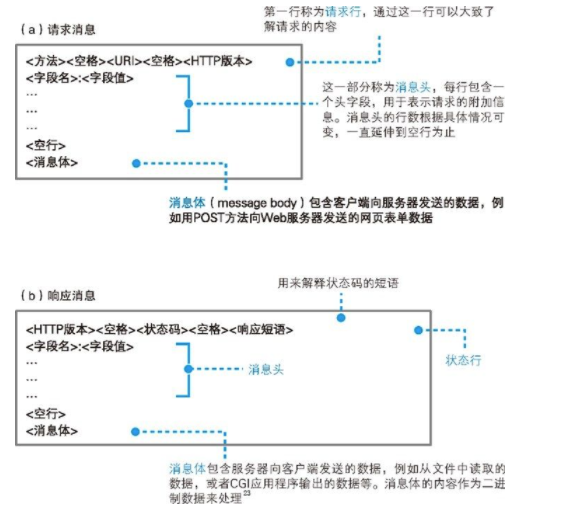 第一行称为请求行，通过这一行可以大致了
解请求的内容
（a）请求消息
<方法><空格><URI><空格><HTTP版本>
<字段名>:<字段值>
…
…
…
<空行>
<消息体>
这一部分称为消息头，每行包含一
个头字段，用于表示请求的附加信
息。消息头的行数根据具体情况可
变，一直延伸到空行为止
消息体（message body）包含客户端向服务器发送的数据，例
如用POST方法向Web服务器发送的网页表单数据
用来解释状态码的短语
（b）响应消息
<HTTP版本><空格><状态码><空格><响应短语>
<字段名>:<字段值>
…
…
…
<空行>
<消息体>
状态行
消息头
消息体包含服务器向客户端发送的数据，例如从文件中读取的
数据，或者CGI应用程序输出的数据等。消息体的内容作为二进
制数据来处理23